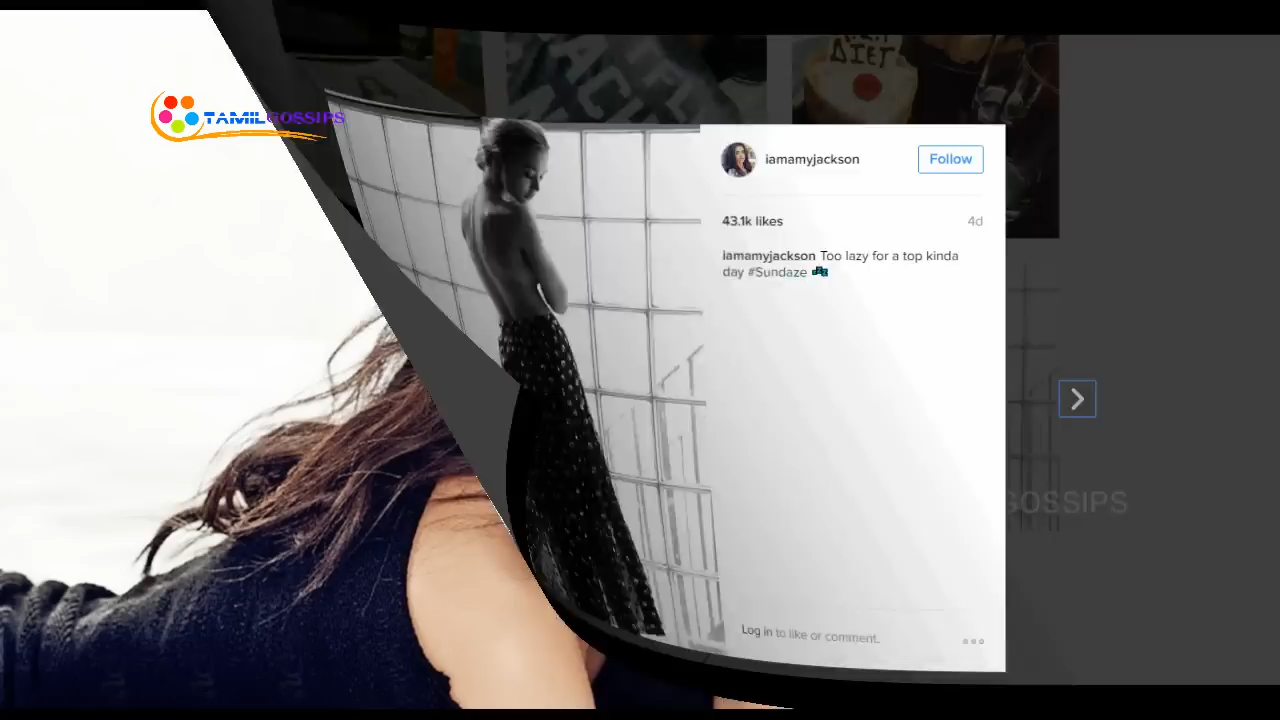 DIET
TAMILGOSSIPS
iamamyjackson
Follow
43.1k likes
4d
iamamyjackson Too lazy for a top kinda
day #Sundaze
GOSSIPS
Log in to like or comment.